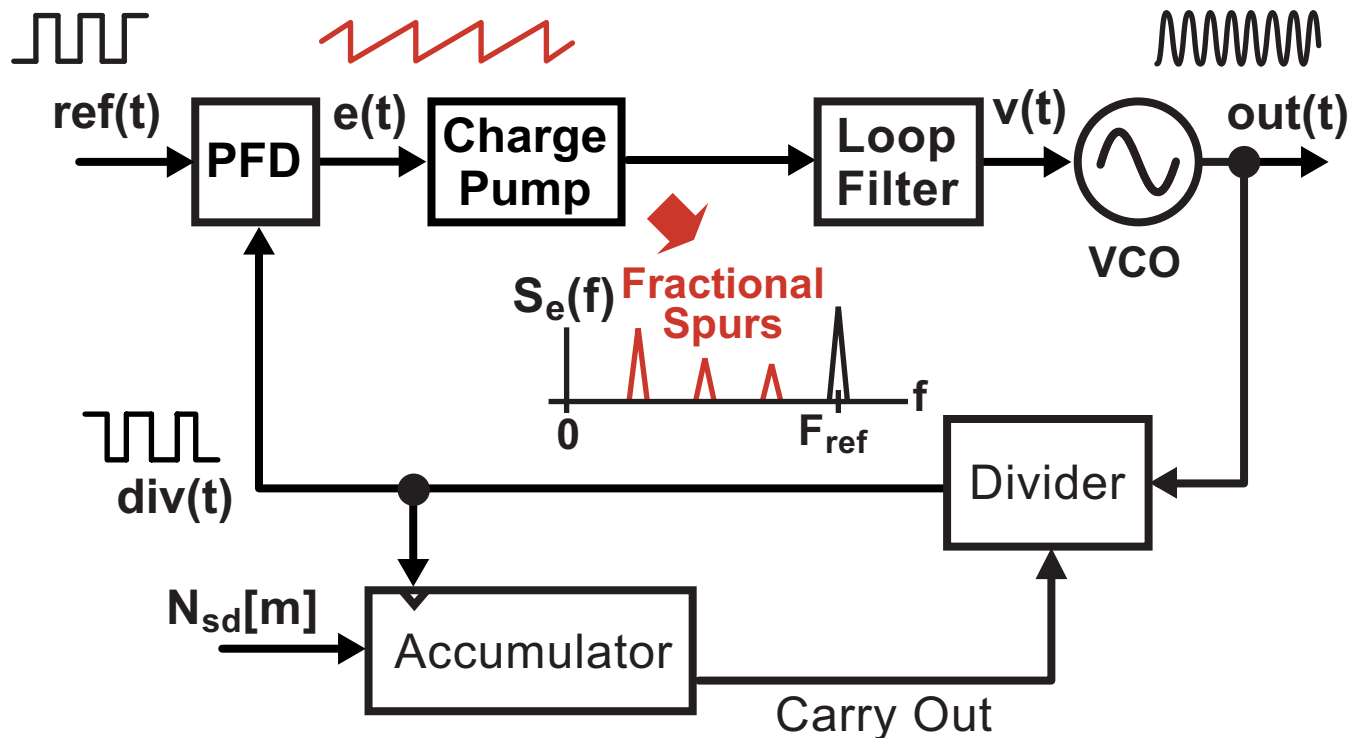 ref(t)
PFD
e(t)
Charge
Pump
Loop
Filter
v(t)
VCO
out(t)
Se(f)
Fractional
Spurs
0
Fref
f
div(t)
Divider
Nsd[m]
Accumulator
Carry Out